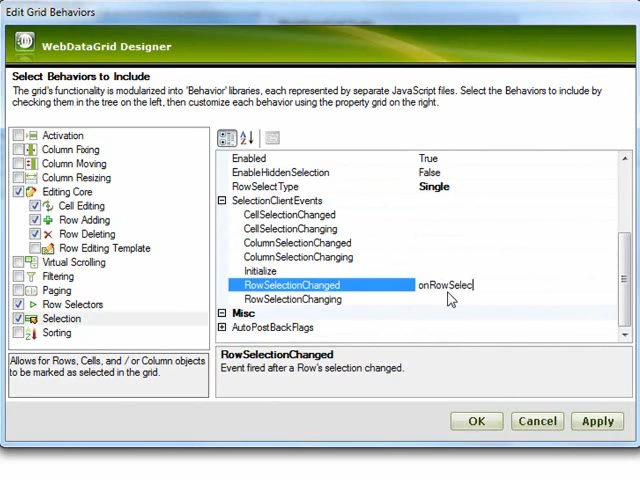 Edit Grid Behaviors
WebDataGrid Designer
Select Behaviors to Include
The grid's functionality is modularized into 'Behavior' libraries, each represented by separate JavaScript files. Select the Behaviors to include by
checking them in the tree on the left, then customize each behavior using the property grid on the right.
Activation
Column Fixing
Column Moving
Column Resizing
Editing Core
Cell Editing
Row Adding
Row Deleting
Row Editing Template
Virtual Scrolling
Filtering
Paging
Row Selectors
Selection
Sorting
Allows for Rows, Cells, and / or Column objects
to be marked as selected in the grid.
Enabled True
EnableHiddenSelection False
RowSelectType Single
SelectionClientEvents
CellSelectionChanged
CellSelectionChanging
ColumnSelectionChanged
ColumnSelectionChanging
Initialize
RowSelectionChanged onRowSelec
RowSelectionChanging
Misc
AutoPostBackFlags
RowSelectionChanged
Event fired after a Row's selection changed.
OK Cancel Apply